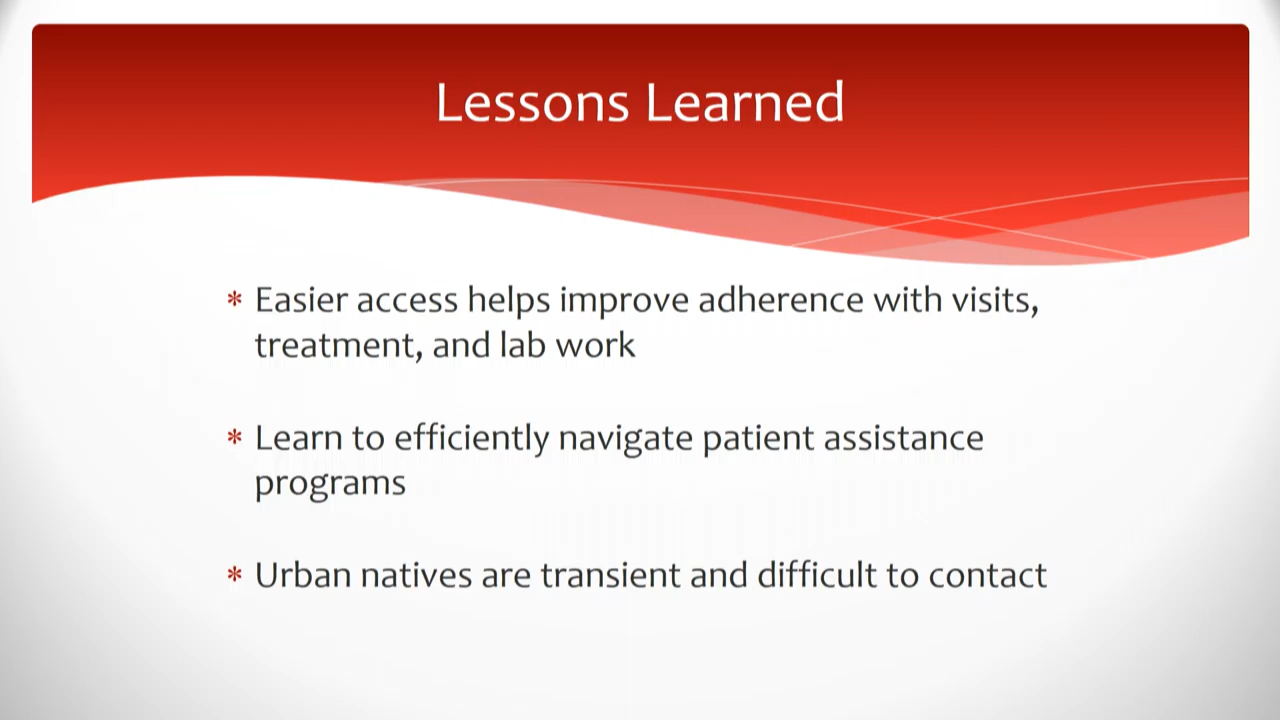 Lessons Learned
* Easier access helps improve adherence with visits,
treatment, and lab work
* Learn to efficiently navigate patient assistance
programs
* Urban natives are transient and difficult to contact